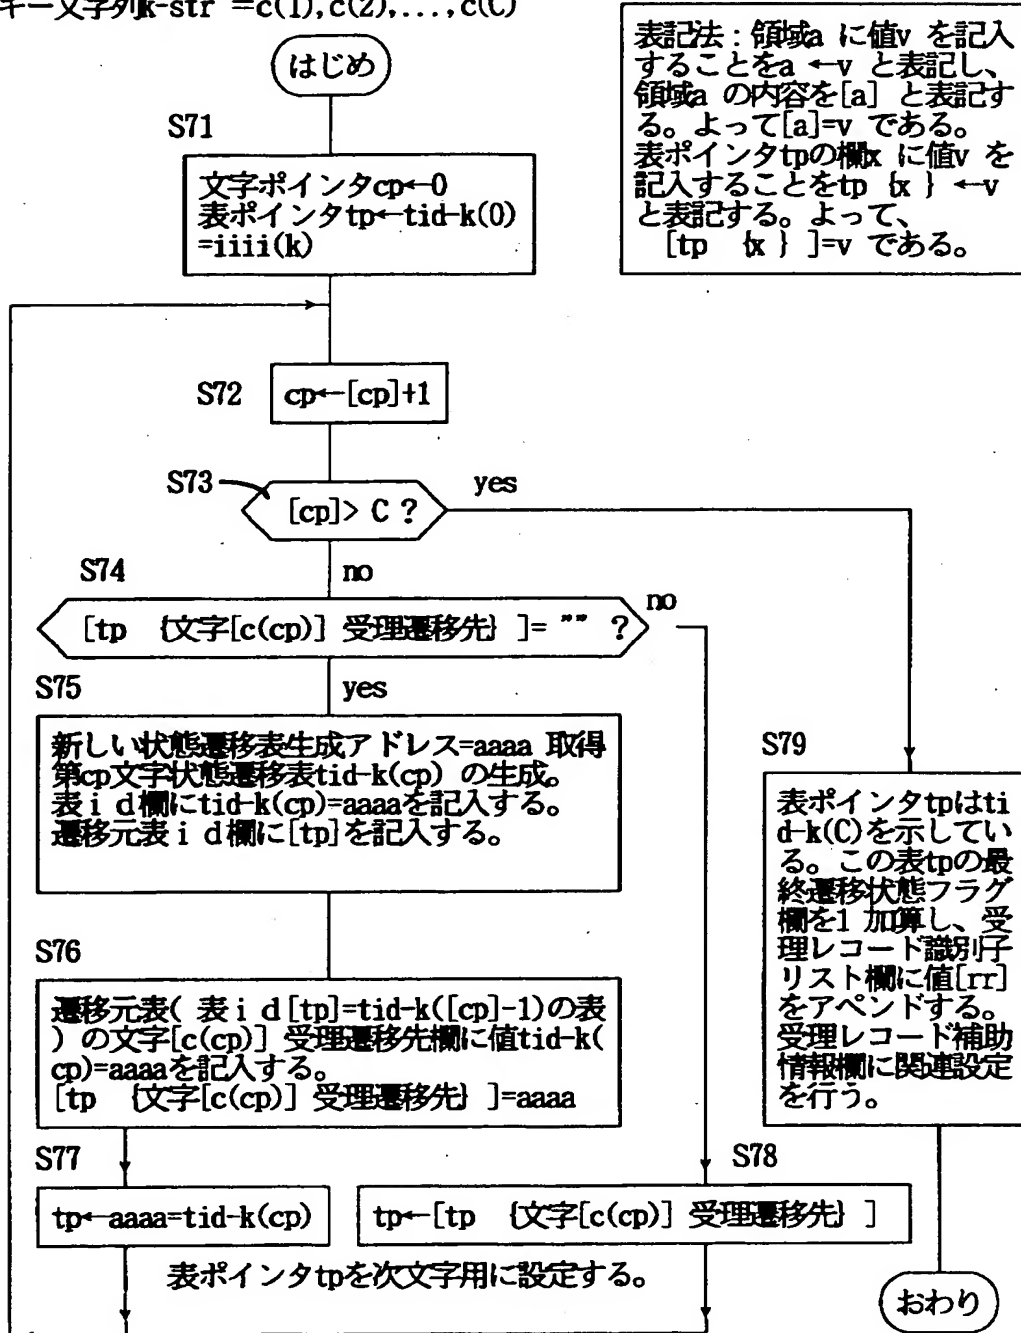 キー文字列k-str =c(1),c(2),...,c(C)
はじめ
表記法：領域a に値v を記入
することをa ←v と表記し、
領域a の内容を[a] と表記す
る。よって[a]=v である。
表ポインタtpの欄x に値v を
記入することをtp {x } ←v
と表記する。よって、
[tp {x } ]=v である。
S71
文字ポインタcp←0
表ポインタtp←tid-k(0)
=iiii(k)
S72
cp←[cp]+1
S73
[cp]> C ?
yes
no
S74
[tp {文字[c(cp)] 受理遷移先} ]= "" ?
no
yes
S75
新しい状態遷移表生成アドレス=aaaa 取得
第cp文字状態遷移表tid-k(cp) の生成。
表ｉｄ欄にtid-k(cp)=aaaaを記入する。
遷移元表ｉｄ欄に[tp]を記入する。
S76
遷移元表( 表ｉｄ[tp]=tid-k([cp]-1)の表
) の文字[c(cp)] 受理遷移先欄に値tid-k(
cp)=aaaaを記入する。
[tp {文字[c(cp)] 受理遷移先} ]=aaaa
S77
tp←aaaa=tid-k(cp)
S78
tp←[tp {文字[c(cp)] 受理遷移先} ]
表ポインタtpを次文字用に設定する。
S79
表ポインタtpはti
d-k(C)を示してい
る。この表tpの最
終遷移状態フラグ
欄を1 加算し、受
理レコード識別子
リスト欄に値[rr]
をアペンドする。
受理レコード補助
情報欄に関連設定
を行う。
おわり